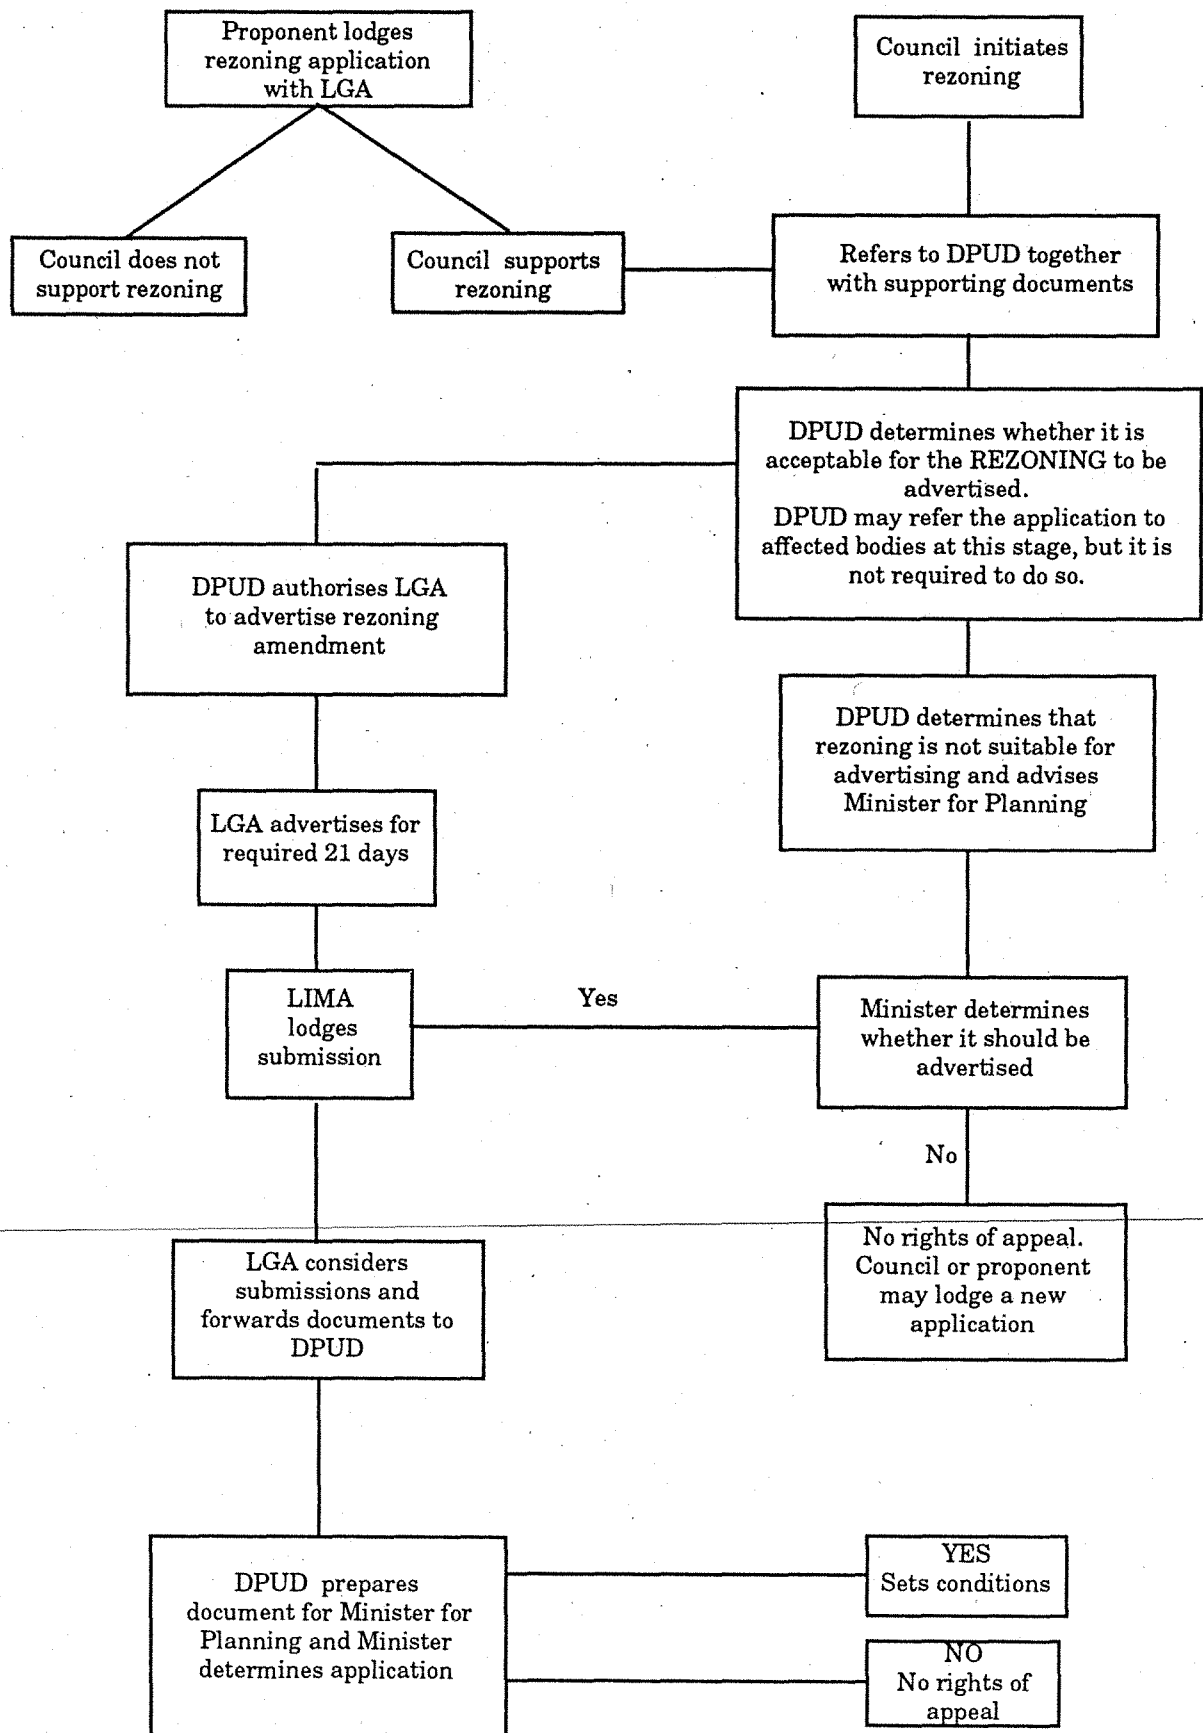 Proponent lodges
rezoning application
with LGA
Council initiates
rezoning
Council does not
support rezoning
Council supports
rezoning
Refers to DPUD together
with supporting documents
DPUD determines whether it is
acceptable for the REZONING to be
advertised.
DPUD may refer the application to
affected bodies at this stage, but it is
not required to do so.
DPUD authorises LGA
to advertise rezoning
amendment
DPUD determines that
rezoning is not suitable for
advertising and advises
Minister for Planning
LGA advertises for
required 21 days
LIMA
lodges
submission
Yes
Minister determines
whether it should be
advertised
No
No rights of appeal.
Council or proponent
may lodge a new
application
LGA considers
submissions and
forwards documents to
DPUD
DPUD prepares
document for Minister for
Planning and Minister
determines application
YES
Sets conditions
NO
No rights of
appeal